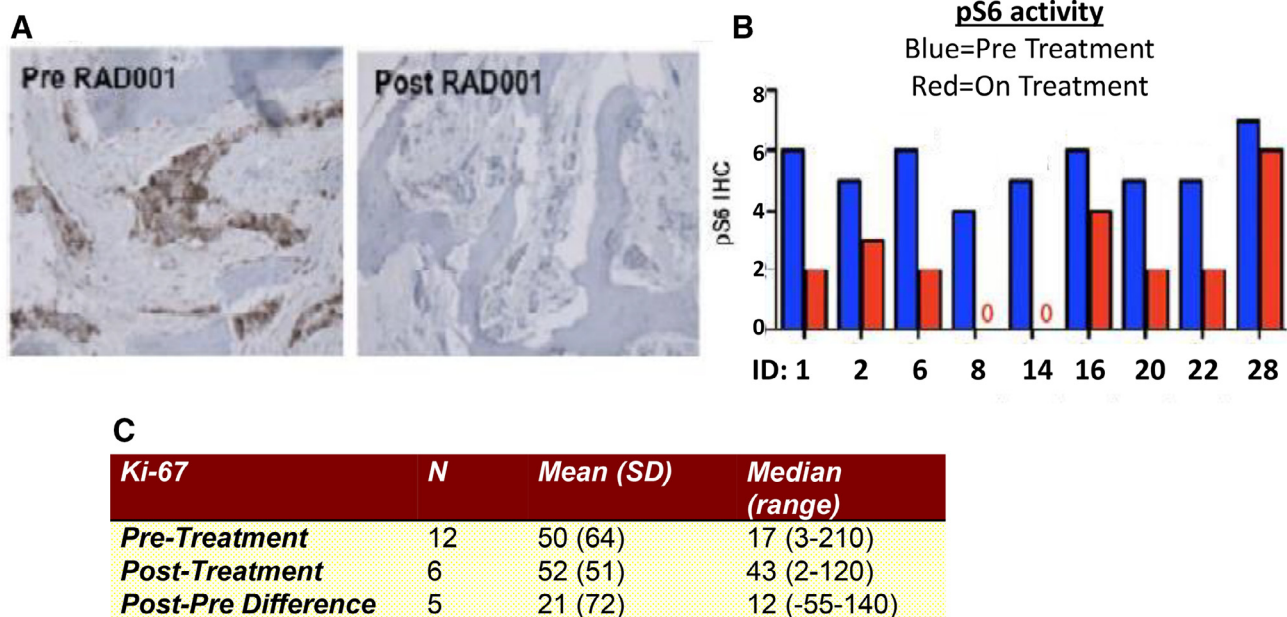 A
Pre RAD001
Post RAD001
B
pS6 activity
Blue=Pre Treatment
Red=On Treatment
pS6 IHC
8
6
4
2
0
0
0
ID: 1 2 6 8 14 16 20 22 28
C
Ki-67 N Mean (SD) Median
(range)
Pre-Treatment 12 50 (64) 17 (3-210)
Post-Treatment 6 52 (51) 43 (2-120)
Post-Pre Difference 5 21 (72) 12 (-55-140)